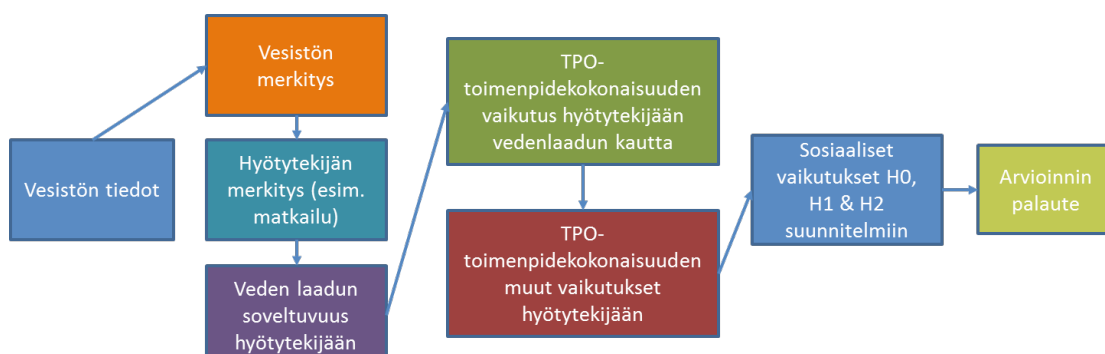 Vesistön tiedot
Vesistön
merkitys
Hyötytekijän
merkitys (esim.
matkailu)
Veden laadun
soveltuvuus
hyötytekijään
TPO-
toimenpidekokonaisuuden
vaikutus hyötytekijään
vedenlaadun kautta
TPO-
toimenpidekokonaisuuden
muut vaikutukset
hyötytekijään
Sosiaaliset
vaikutukset H0,
H1 & H2
suunnitelmiin
Arvioinnin
palaute